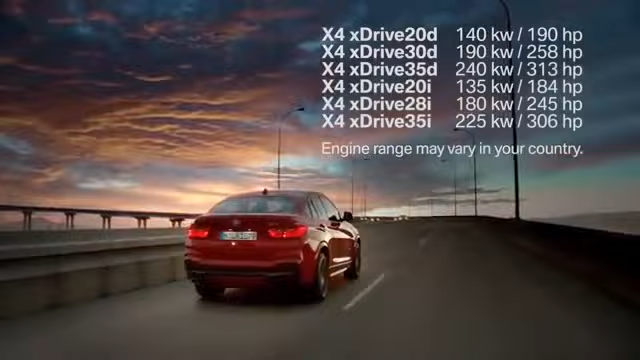 X4 xDrive20d 140 kw / 190 hp
X4 xDrive30d 190 kw / 258 hp
X4 xDrive35d 240 kw / 313 hp
X4 xDrive20i 135 kw / 184 hp
X4 xDrive28i 180 kw / 245 hp
X4 xDrive35i 225 kw / 306 hp
Engine range may vary in your country.